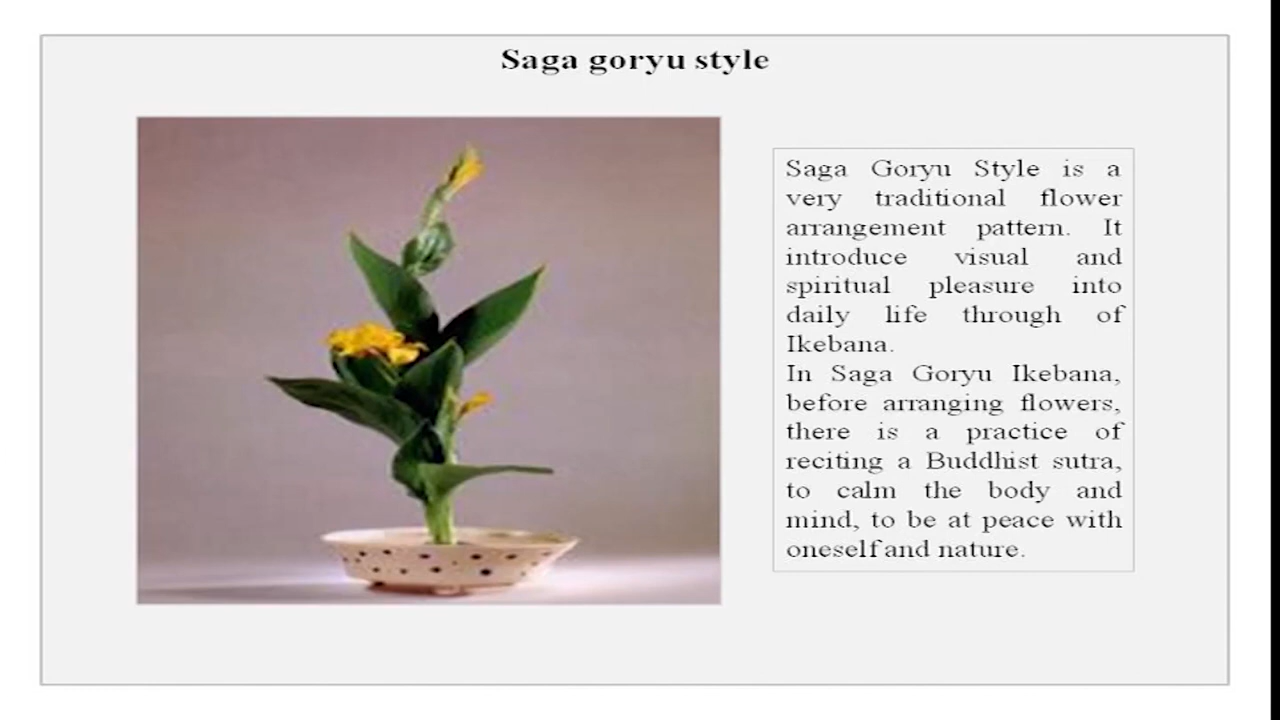 Saga goryu style
Saga Goryu Style is a
very traditional flower
arrangement pattern. It
introduce visual and
spiritual pleasure into
daily life through of
Ikebana.
In Saga Goryu Ikebana,
before arranging flowers,
there is a practice of
reciting a Buddhist sutra,
to calm the body and
mind, to be at peace with
oneself and nature.